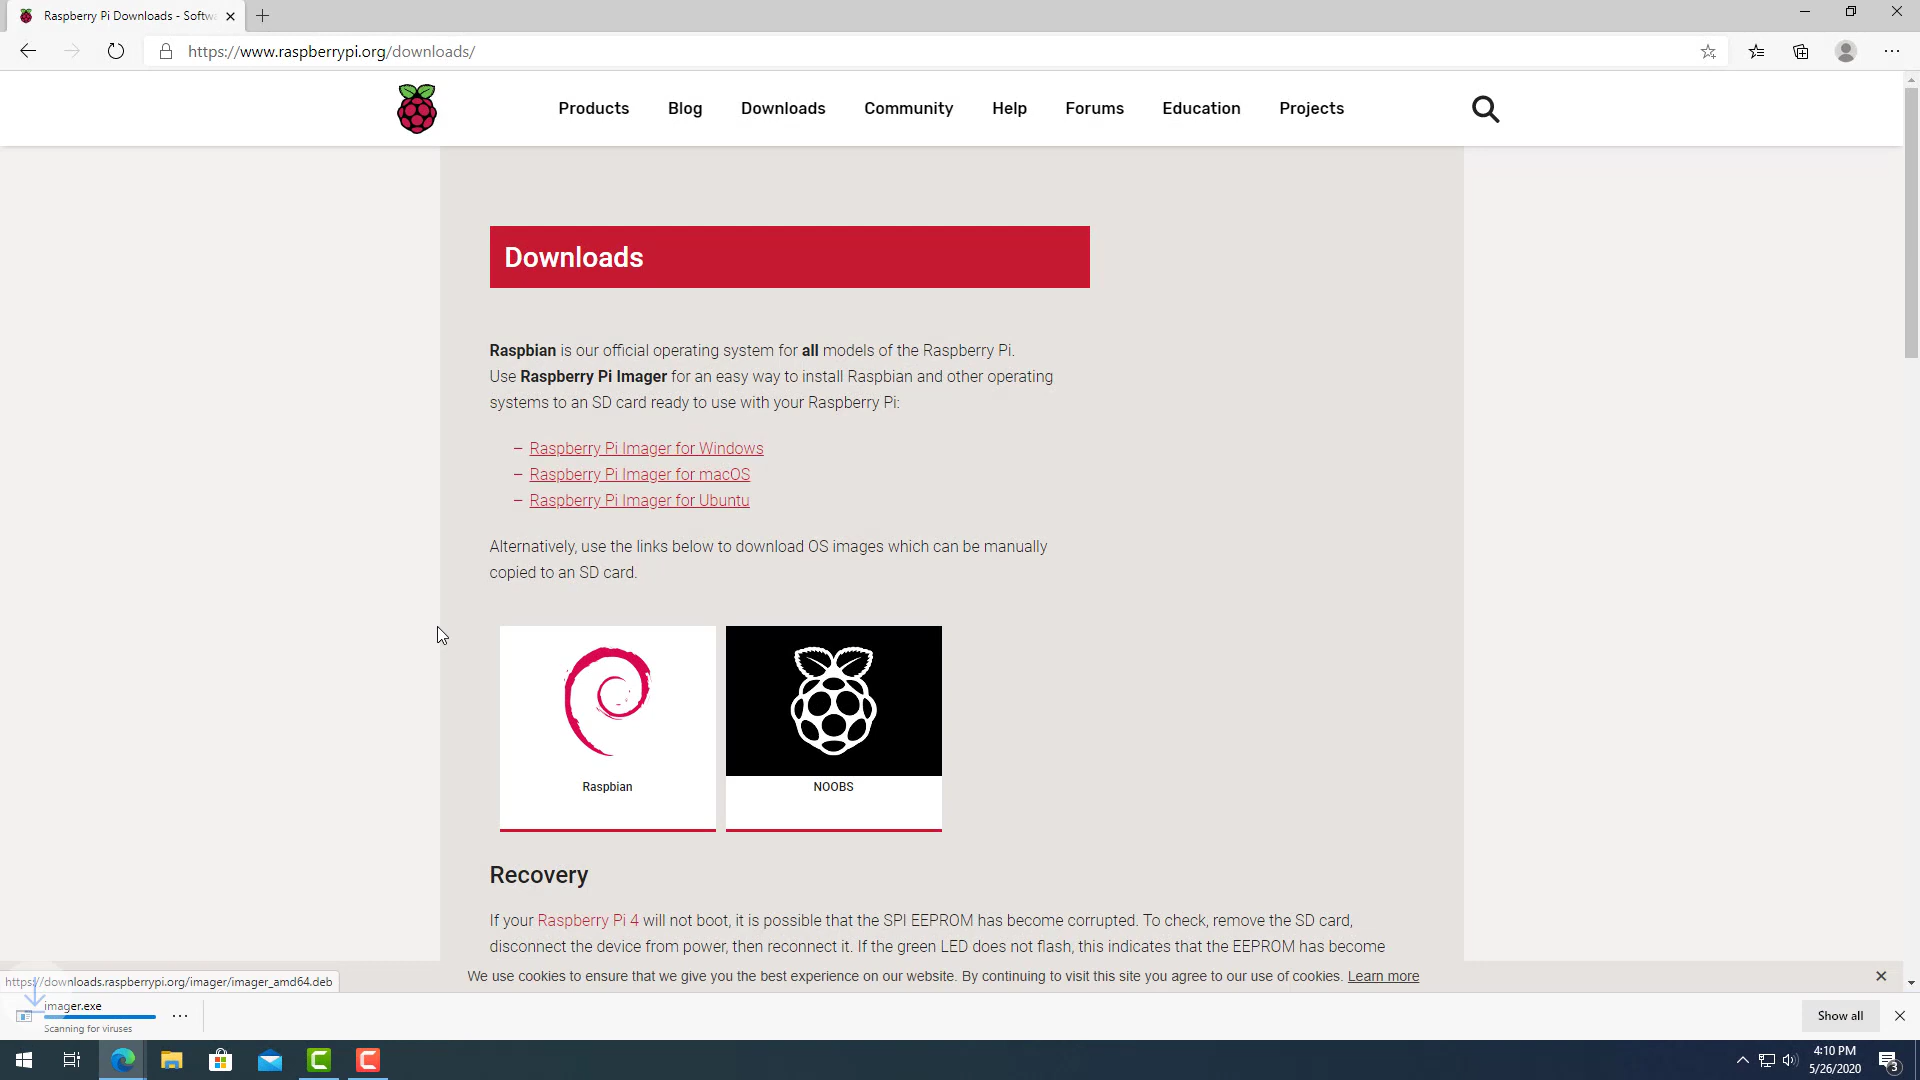 Raspberry Pi Downloads - Softw
https://www.raspberrypi.org/downloads/
Products Blog Downloads Community Help Forums Education Projects
Downloads
Raspbian is our official operating system for all models of the Raspberry Pi.
Use Raspberry Pi Imager for an easy way to install Raspbian and other operating
systems to an SD card ready to use with your Raspberry Pi:
– Raspberry Pi Imager for Windows
– Raspberry Pi Imager for macOS
– Raspberry Pi Imager for Ubuntu
Alternatively, use the links below to download OS images which can be manually
copied to an SD card.
Raspbian NOOBS
Recovery
If your Raspberry Pi 4 will not boot, it is possible that the SPI EEPROM has become corrupted. To check, remove the SD card,
disconnect the device from power, then reconnect it. If the green LED does not flash, this indicates that the EEPROM has become
We use cookies to ensure that we give you the best experience on our website. By continuing to visit this site you agree to our use of cookies. Learn more
https://downloads.raspberrypi.org/imager/imager_amd64.deb
imager.exe
Scanning for viruses
Show all
4:10 PM
5/26/2020
3